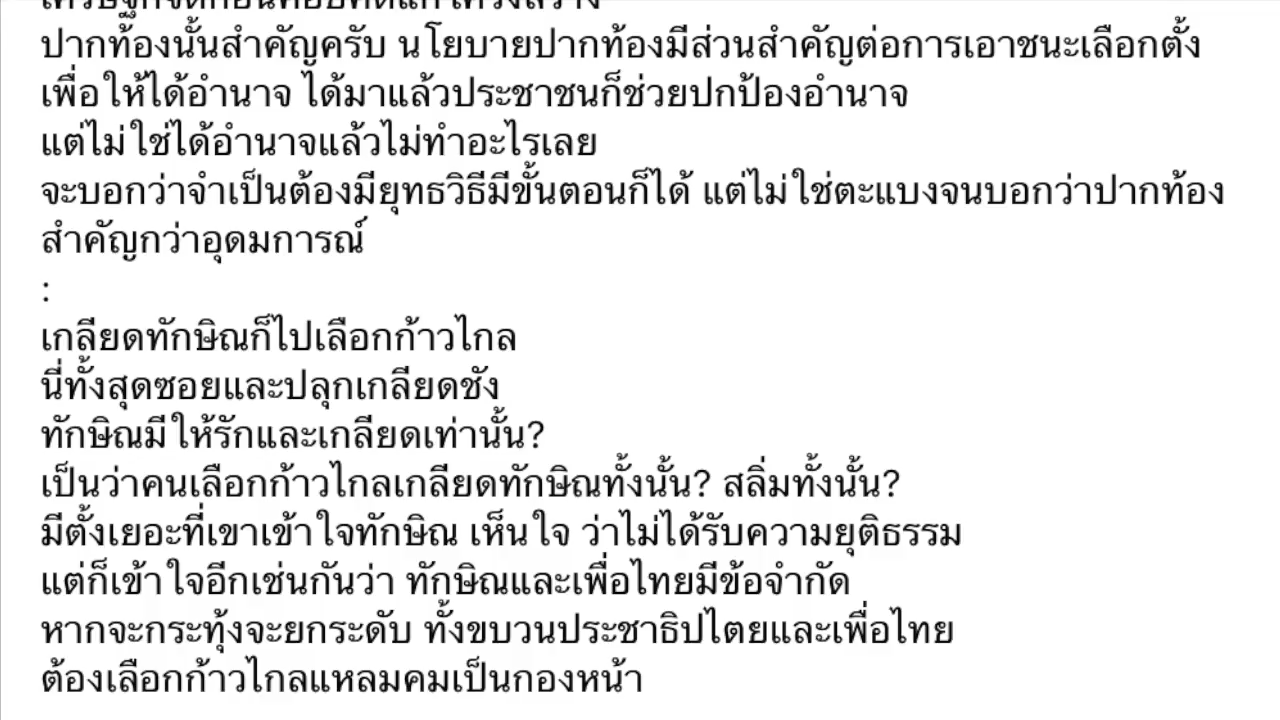 ปากท้องนั้นสำคัญครับ นโยบายปากท้องมีส่วนสำคัญต่อการเอาชนะเลือกตั้ง
เพื่อให้ได้อำนาจ ได้มาแล้วประชาชนก็ช่วยปกป้องอำนาจ
แต่ไม่ใช่ได้อำนาจแล้วไม่ทำอะไรเลย
จะบอกว่าจำเป็นต้องมียุทธวิธีมีขั้นตอนก็ได้ แต่ไม่ใช่ตะแบงจนบอกว่าปากท้อง
สำคัญกว่าอุดมการณ์
:
เกลียดทักษิณก็ไปเลือกก้าวไกล
นี่ทั้งสุดซอยและปลุกเกลียดชัง
ทักษิณมีให้รักและเกลียดเท่านั้น?
เป็นว่าคนเลือกก้าวไกลเกลียดทักษิณทั้งนั้น? สลิ่มทั้งนั้น?
มีตั้งเยอะที่เขาเข้าใจทักษิณ เห็นใจ ว่าไม่ได้รับความยุติธรรม
แต่ก็เข้าใจอีกเช่นกันว่า ทักษิณและเพื่อไทยมีข้อจำกัด
หากจะกระทุ้งจะยกระดับ ทั้งขบวนประชาธิปไตยและเพื่อไทย
ต้องเลือกก้าวไกลแหลมคมเป็นกองหน้า